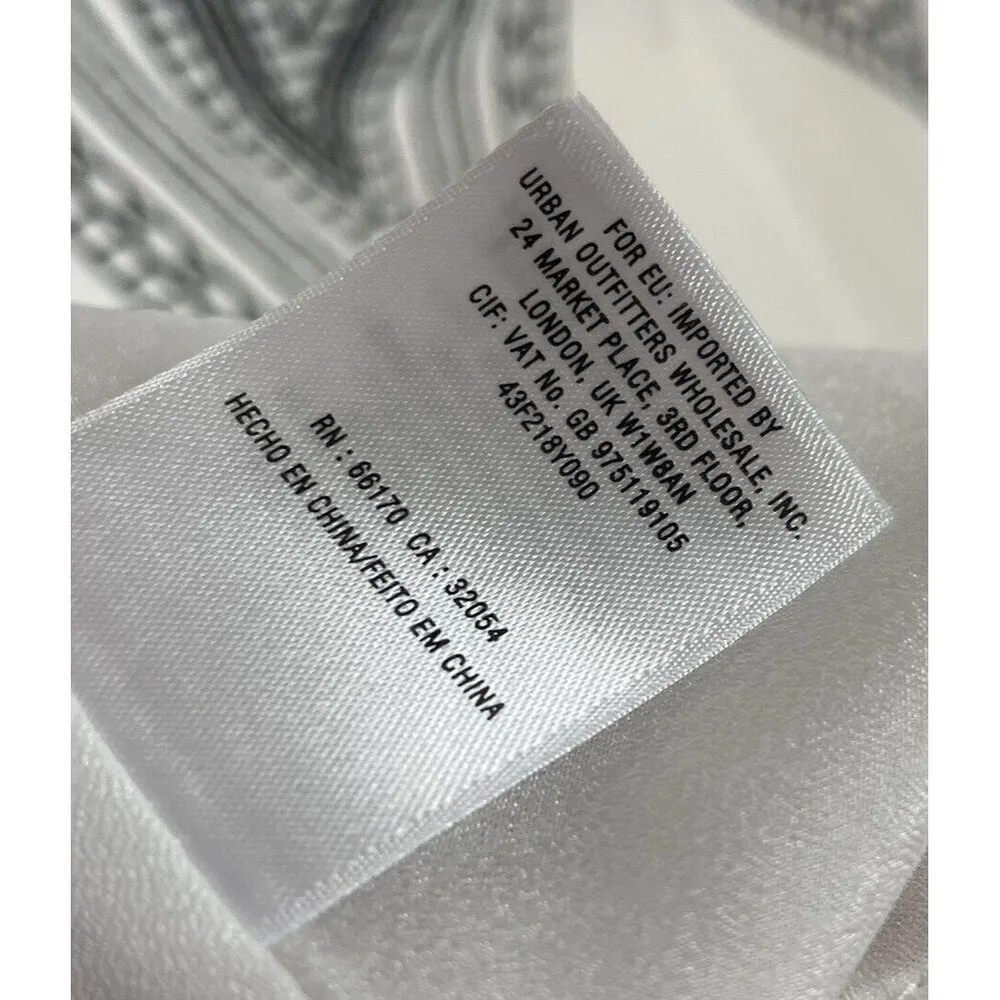 FOR EU: IMPORTED BY
URBAN OUTFITTERS WHOLESALE, INC.
24 MARKET PLACE, 3RD FLOOR,
LONDON, UK W1W8AN
CIF: VAT No. GB 975119105
43F218Y090
RN : 66170 CA : 32054
HECHO EN CHINA/FEITO EM CHINA